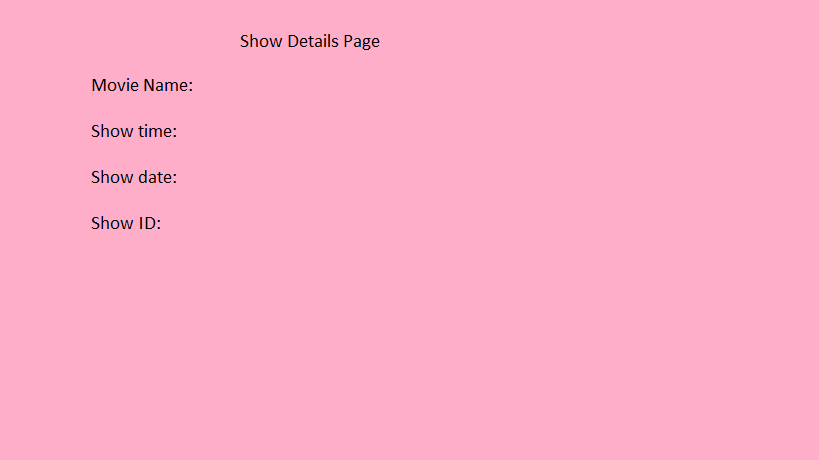 Show Details Page
Movie Name:
Show time:
Show date:
Show ID: